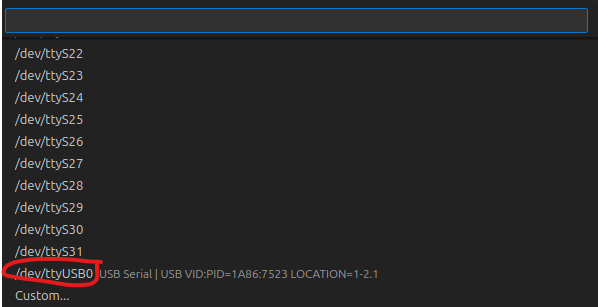 /dev/ttyS22
/dev/ttyS23
/dev/ttyS24
/dev/ttyS25
/dev/ttyS26
/dev/ttyS27
/dev/ttyS28
/dev/ttyS29
/dev/ttyS30
/dev/ttyS31
/dev/ttyUSB0 USB Serial | USB VID:PID=1A86:7523 LOCATION=1-2.1
Custom...